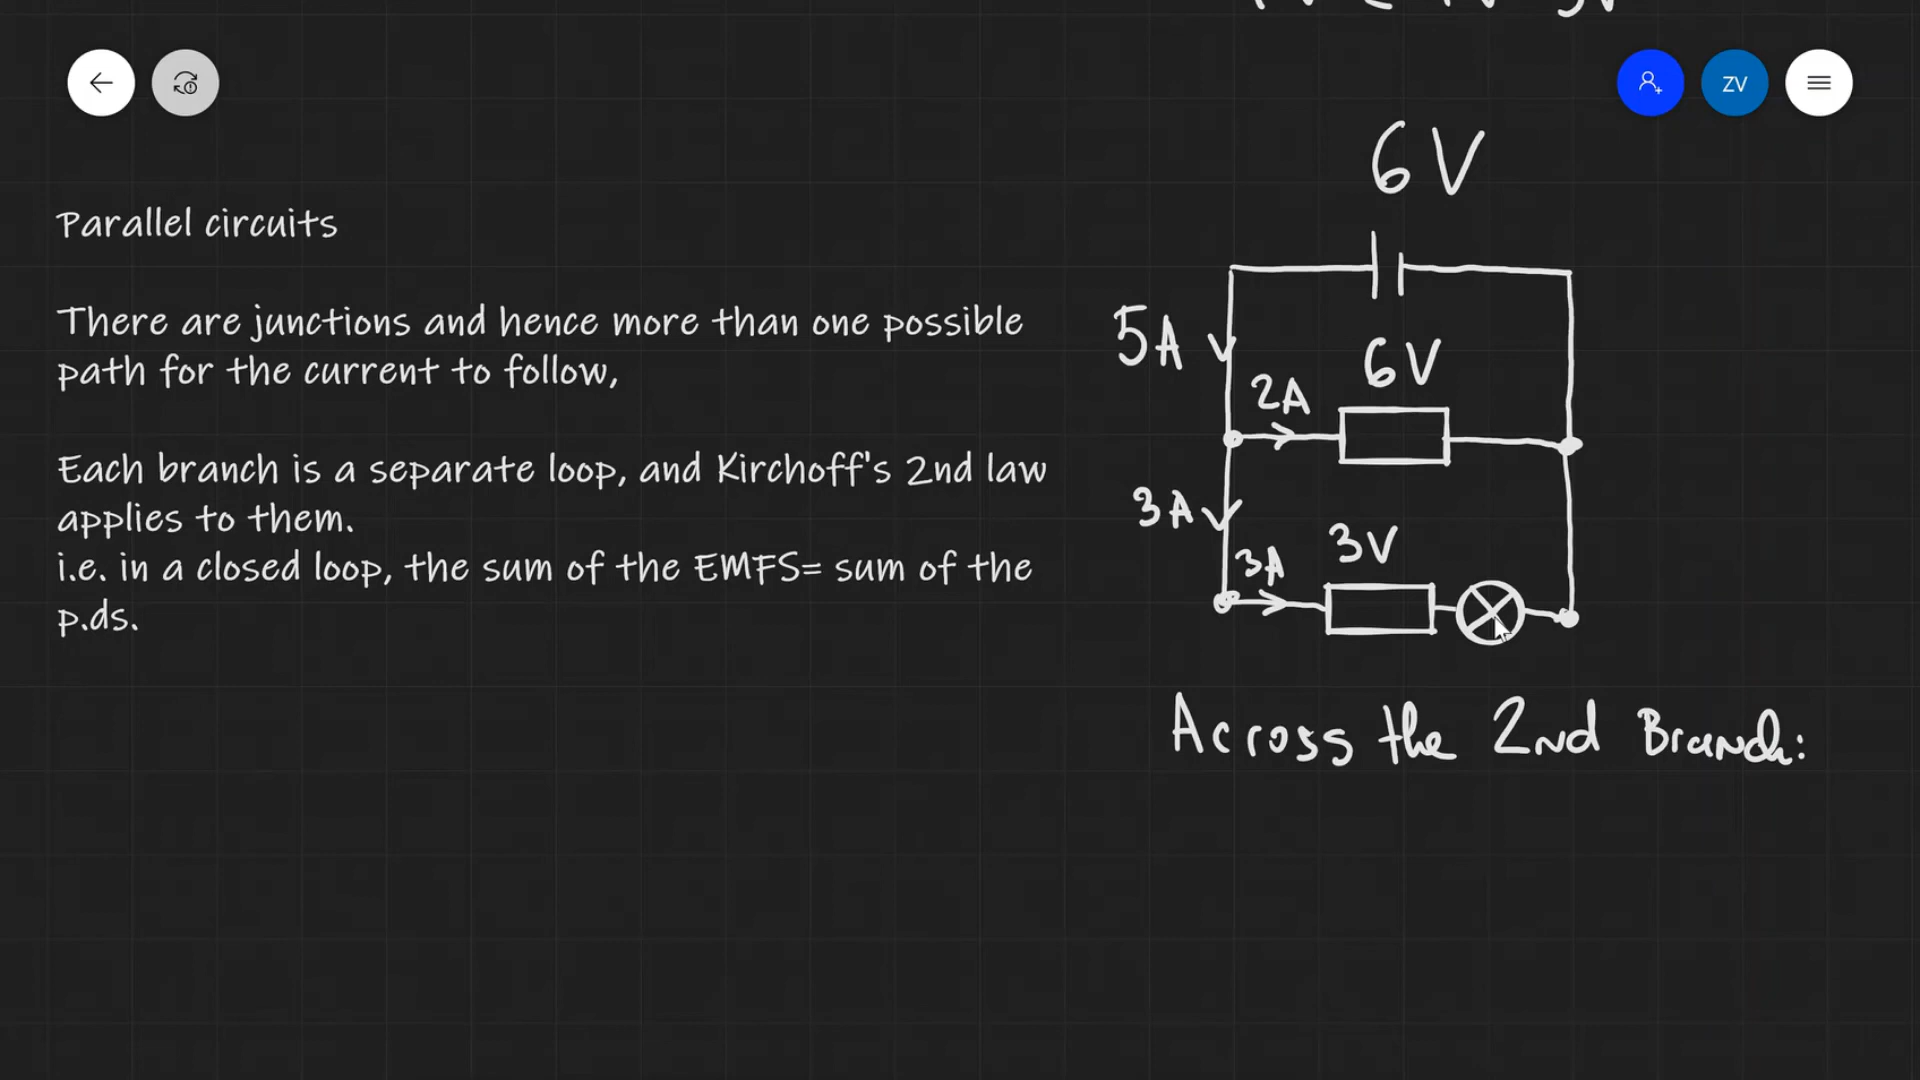 ZV
Parallel circuits
There are junctions and hence more than one possible
path for the current to follow,
Each branch is a separate loop, and Kirchoff's 2nd law
applies to them.
i.e. in a closed loop, the sum of the EMFS= sum of the
p.ds.
6V
5A
6V
2A
3A
3V
3A
Across the 2nd Branch: